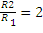 R2/R₁ = 2